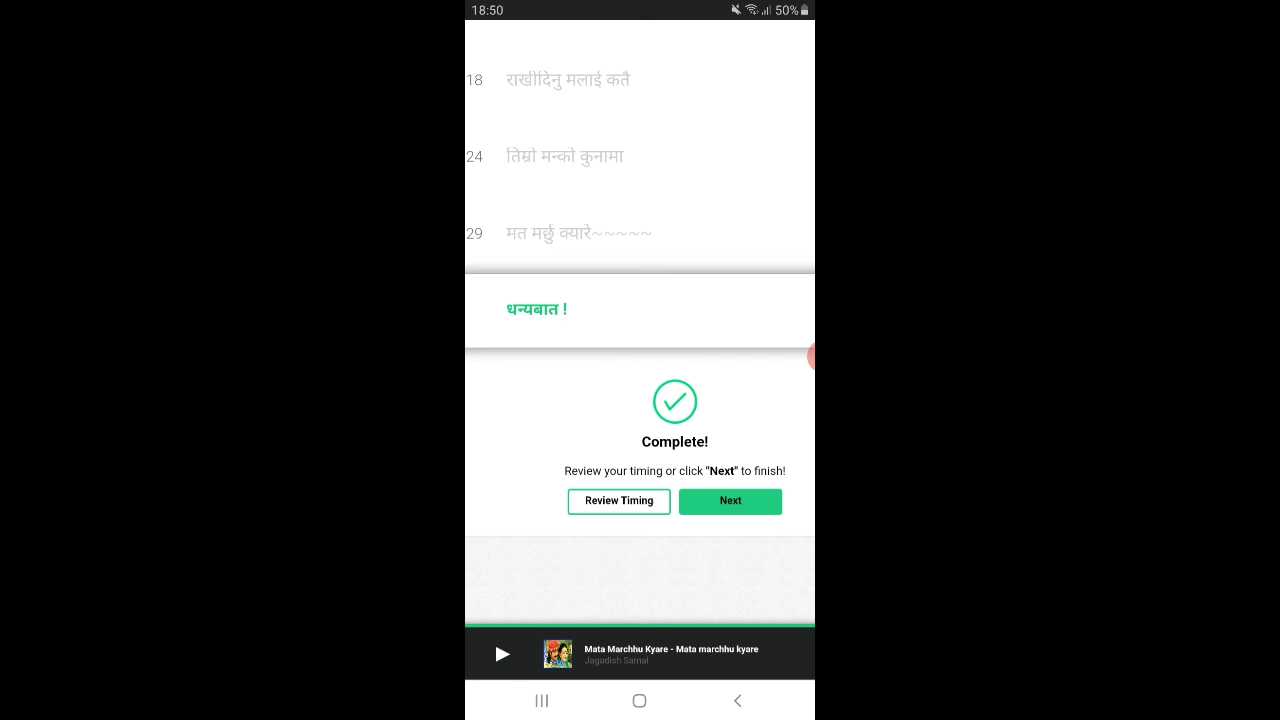 18:50 50%
18 राखीदिनु मलाई कतै
24 तिम्रो मन्को कुनामा
29 मत मर्छु क्यारे~~~~~
धन्यबात !
Complete!
Review your timing or click "Next" to finish!
Review Timing Next
Mata Marchhu Kyare - Mata marchhu kyare
Jagadish Samal